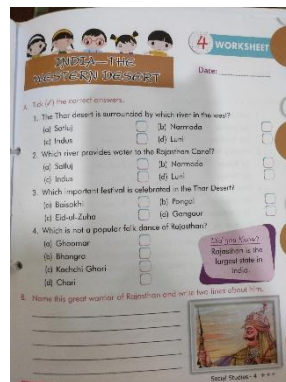 INDIA—THE
WESTERN DESERT
4 WORKSHEET
Date:
A. Tick (✓) the correct answers.
1. The Thar desert is surrounded by which river in the west?
(a) Satluj (b) Narmada
(c) Indus (d) Luni
2. Which river provides water to the Rajasthan Canal?
(a) Satluj (b) Narmada
(c) Indus (d) Luni
3. Which important festival is celebrated in the Thar Desert?
(a) Baisakhi (b) Pongal
(c) Eid-ul-Zuha (d) Gangaur
4. Which is not a popular folk dance of Rajasthan?
(a) Ghoomar
(b) Bhangra
(c) Kachchi Ghori
(d) Chari
Did you Know?
Rajasthan is the
largest state in
India.
B. Name this great warrior of Rajasthan and write two lines about him.
Social Studies-4